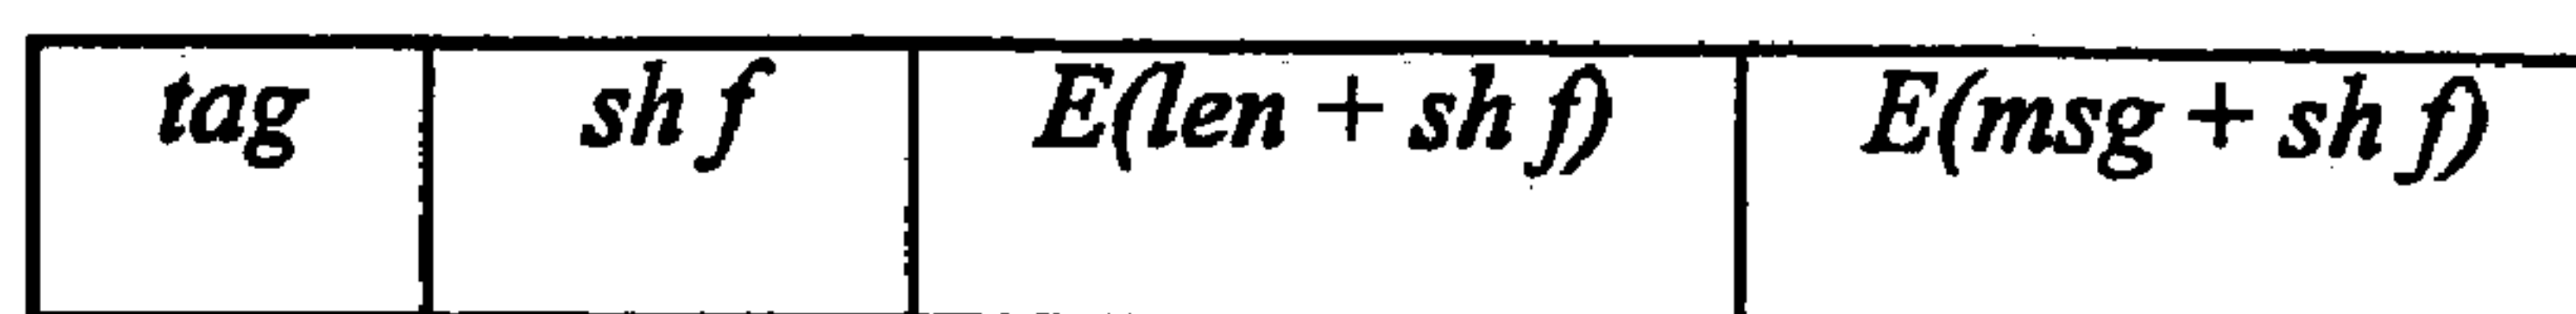 tag sh f E(len + sh f) E(msg + sh f)